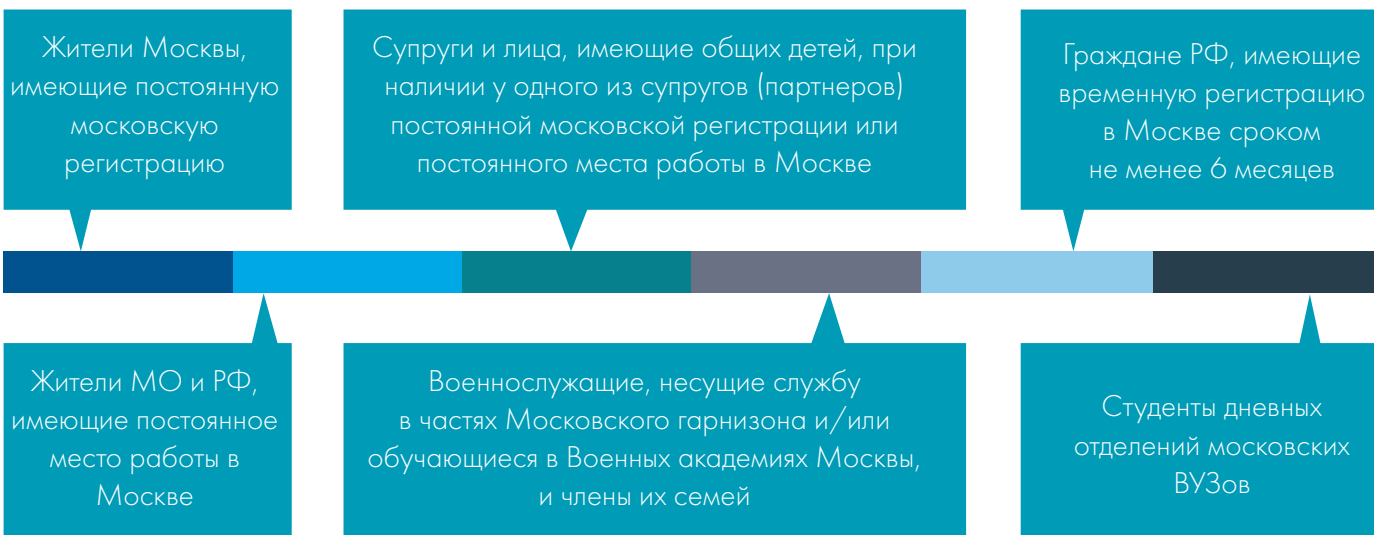 Жители Москвы,
имеющие постоянную
московскую
регистрацию
Супруги и лица, имеющие общих детей, при
наличии у одного из супругов (партнеров)
постоянной московской регистрации или
постоянного места работы в Москве
Граждане РФ, имеющие
временную регистрацию
в Москве сроком
не менее 6 месяцев
Жители МО и РФ,
имеющие постоянное
место работы в
Москве
Военнослужащие, несущие службу
в частях Московского гарнизона и/или
обучающиеся в Военных академиях Москвы,
и члены их семей
Студенты дневных
отделений московских
ВУЗов